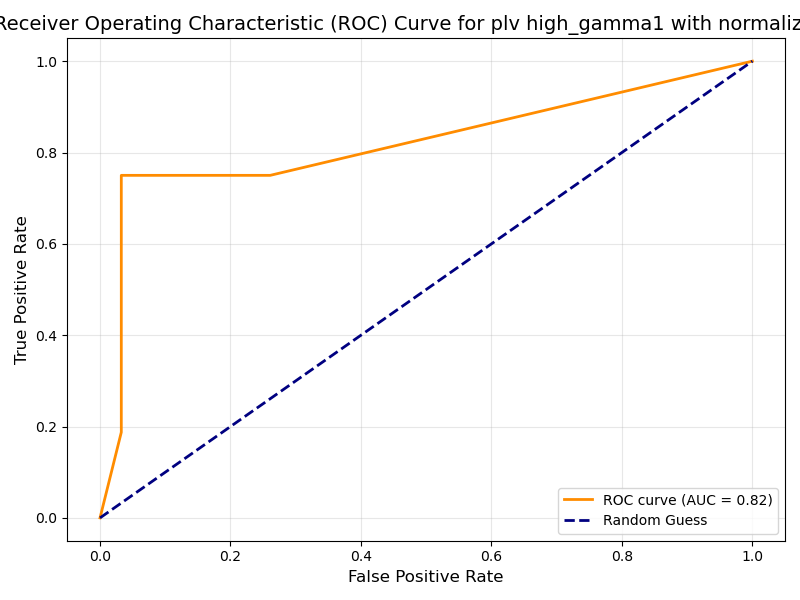 Receiver Operating Characteristic (ROC) Curve for plv high_gamma1 with normaliz
1.0
0.8
0.6
0.4
0.2
0.0
True Positive Rate
0.0 0.2 0.4 0.6 0.8 1.0
False Positive Rate
ROC curve (AUC = 0.82)
Random Guess